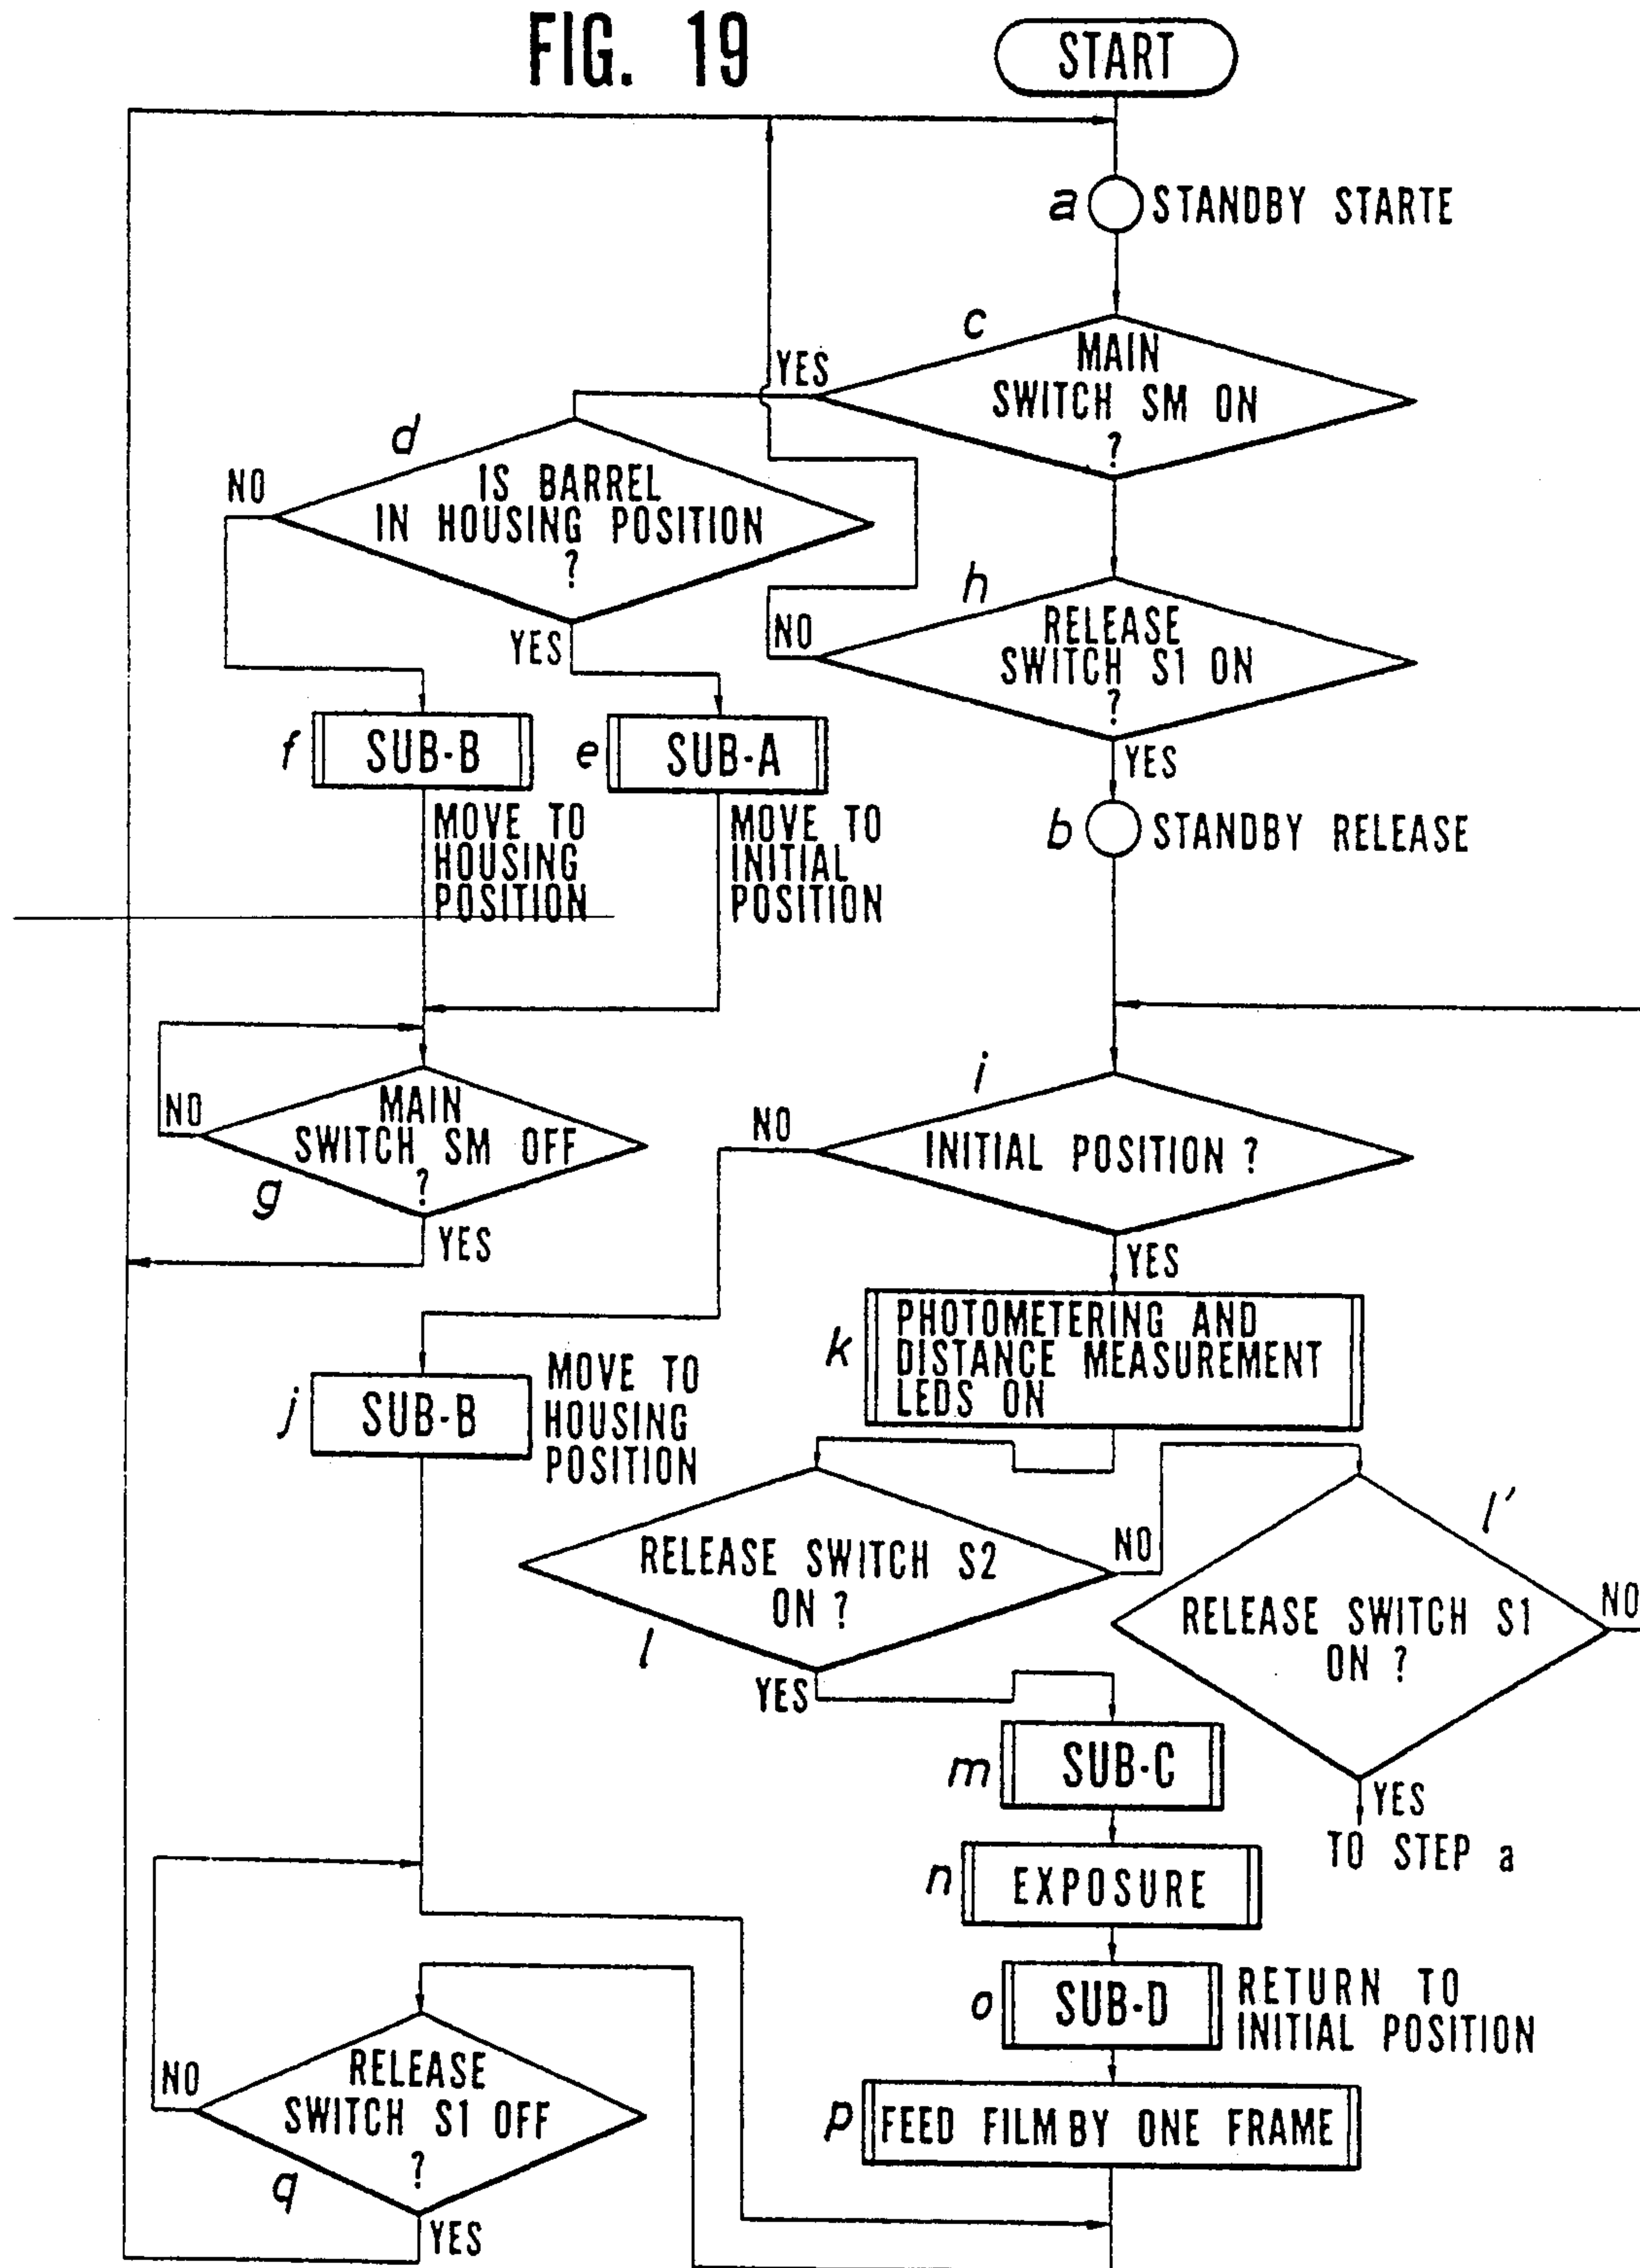 FIG. 19
START
a
STANDBY STARTE
c
MAIN
SWITCH SM ON
?
YES
d
IS BARREL
IN HOUSING POSITION
?
NO
YES
h
RELEASE
SWITCH S1 ON
?
NO
YES
f
SUB-B
e
SUB-A
MOVE TO
HOUSING
POSITION
MOVE TO
INITIAL
POSITION
b
STANDBY RELEASE
MAIN
SWITCH SM OFF
?
NO
g
YES
i
INITIAL POSITION ?
NO
YES
k
PHOTOMETERING AND
DISTANCE MEASUREMENT
LEDS ON
j
SUB-B
MOVE TO
HOUSING
POSITION
RELEASE SWITCH S2
ON ?
l
NO
YES
l'
RELEASE SWITCH S1
ON ?
NO
YES
TO STEP a
m
SUB-C
n
EXPOSURE
o
SUB-D
RETURN TO
INITIAL POSITION
p
FEED FILM BY ONE FRAME
RELEASE
SWITCH S1 OFF
?
NO
q
YES